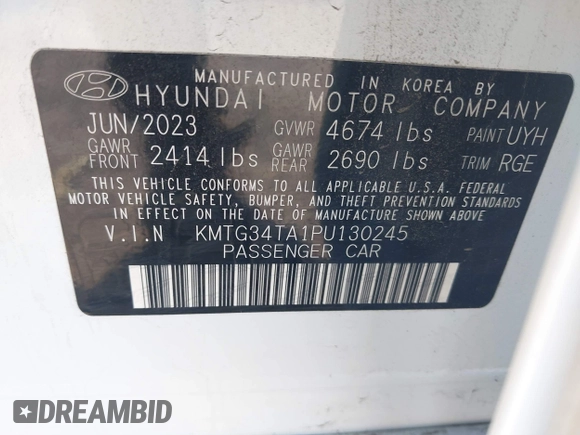 MANUFACTURED IN KOREA BY
HYUNDAI MOTOR COMPANY
JUN/2023 GVWR 4674 lbs PAINT UYH
GAWR FRONT 2414 lbs GAWR REAR 2690 lbs TRIM RGE
THIS VEHICLE CONFORMS TO ALL APPLICABLE U.S.A. FEDERAL
MOTOR VEHICLE SAFETY, BUMPER, AND THEFT PREVENTION STANDARDS
IN EFFECT ON THE DATE OF MANUFACTURE SHOWN ABOVE.
V.I.N KMTG34TA1PU130245
PASSENGER CAR
DREAMBID